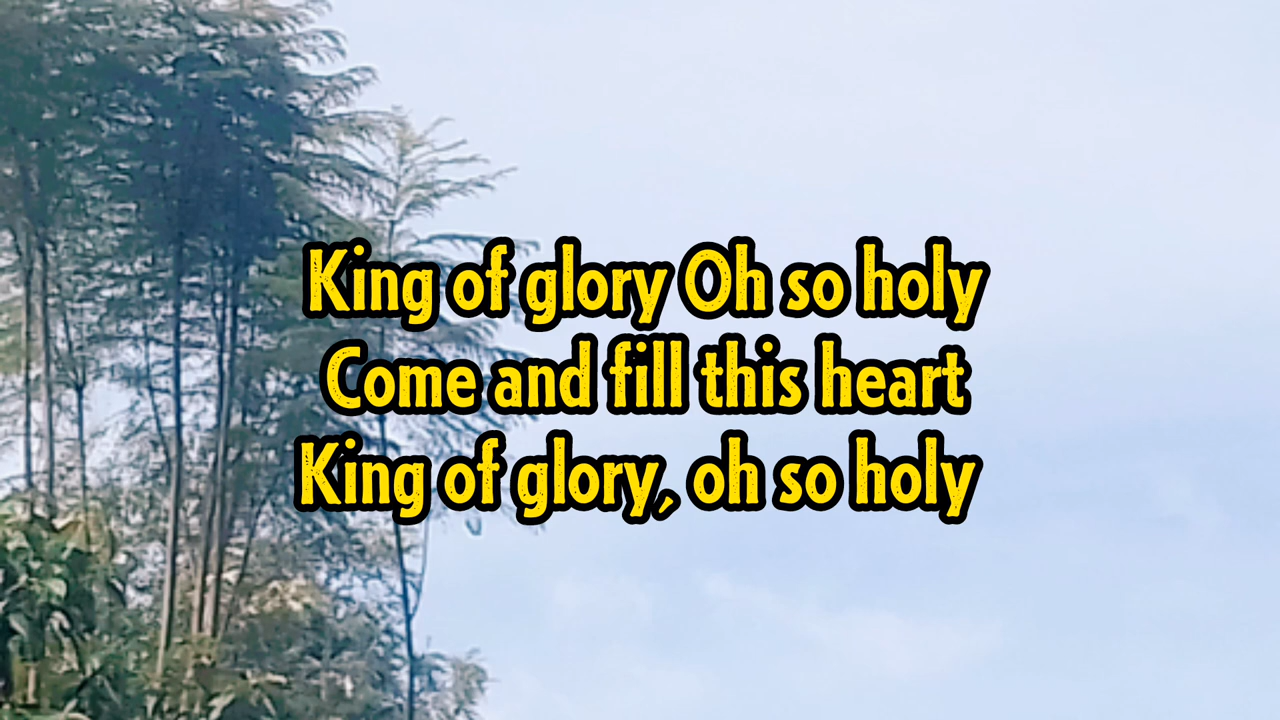 King of glory Oh so holy
Come and fill this heart
King of glory, oh so holy